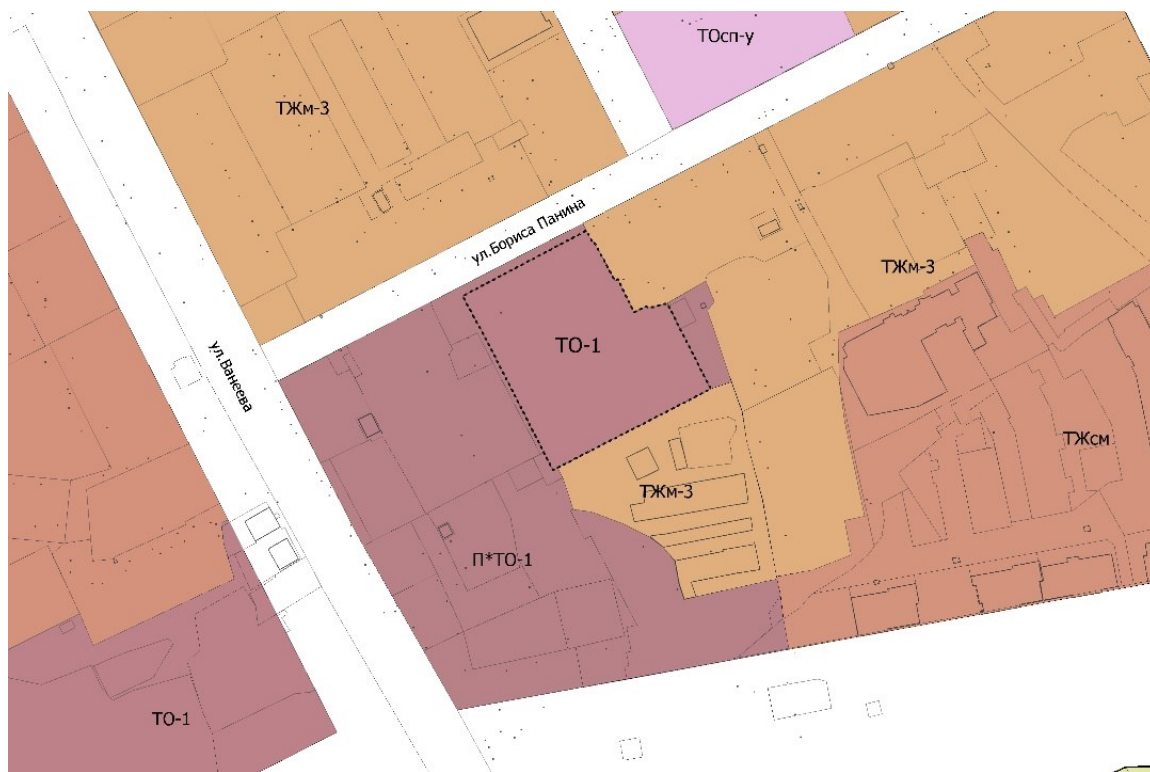 ТОсп-у
ТЖм-3
ул.Бориса Панина
ТЖм-3
ТО-1
ул.Ванеева
ТЖсм
ТЖм-3
П*ТО-1
ТО-1